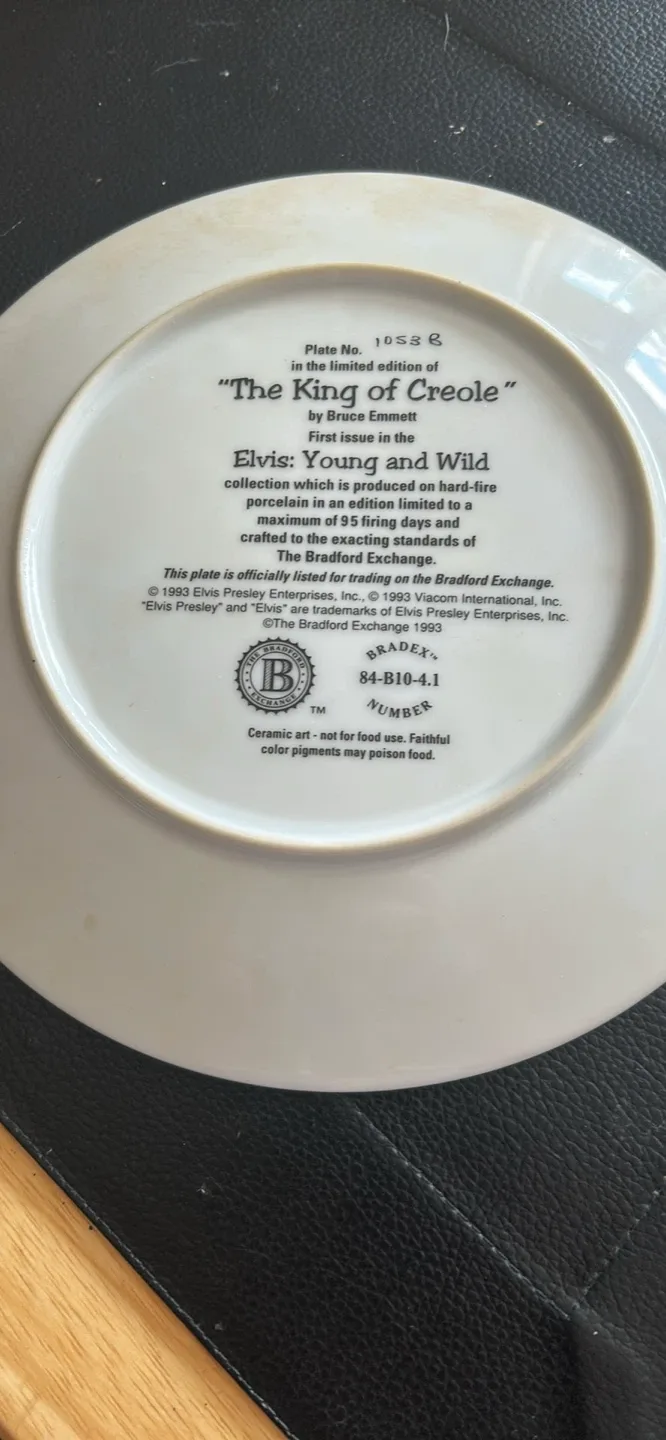 Plate No. 1053 B
in the limited edition of
"The King of Creole"
by Bruce Emmett
First issue in the
Elvis: Young and Wild
collection which is produced on hard-fire
porcelain in an edition limited to a
maximum of 95 firing days and
crafted to the exacting standards of
The Bradford Exchange.
This plate is officially listed for trading on the Bradford Exchange.
© 1993 Elvis Presley Enterprises, Inc., © 1993 Viacom International, Inc.
"Elvis Presley" and "Elvis" are trademarks of Elvis Presley Enterprises, Inc.
©The Bradford Exchange 1993
THE BRADFORD
B
EXCHANGE
TM
BRADEX™
84-B10-4.1
NUMBER
Ceramic art - not for food use. Faithful
color pigments may poison food.